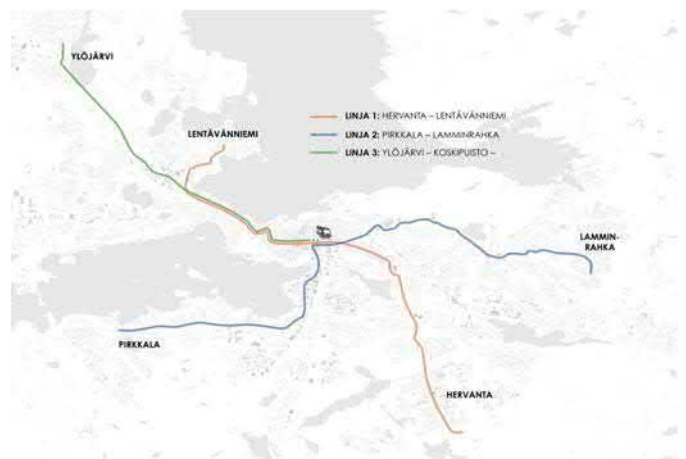 YLÖJÄRVI
LENTÄVÄNNIEMI
LINJA 1: HERVANTA – LENTÄVÄNNIEMI
LINJA 2: PIRKKALA – LAMMINRAHKA
LINJA 3: YLÖJÄRVI – KOSKIPUISTO –
LAMMIN-
RAHKA
PIRKKALA
HERVANTA